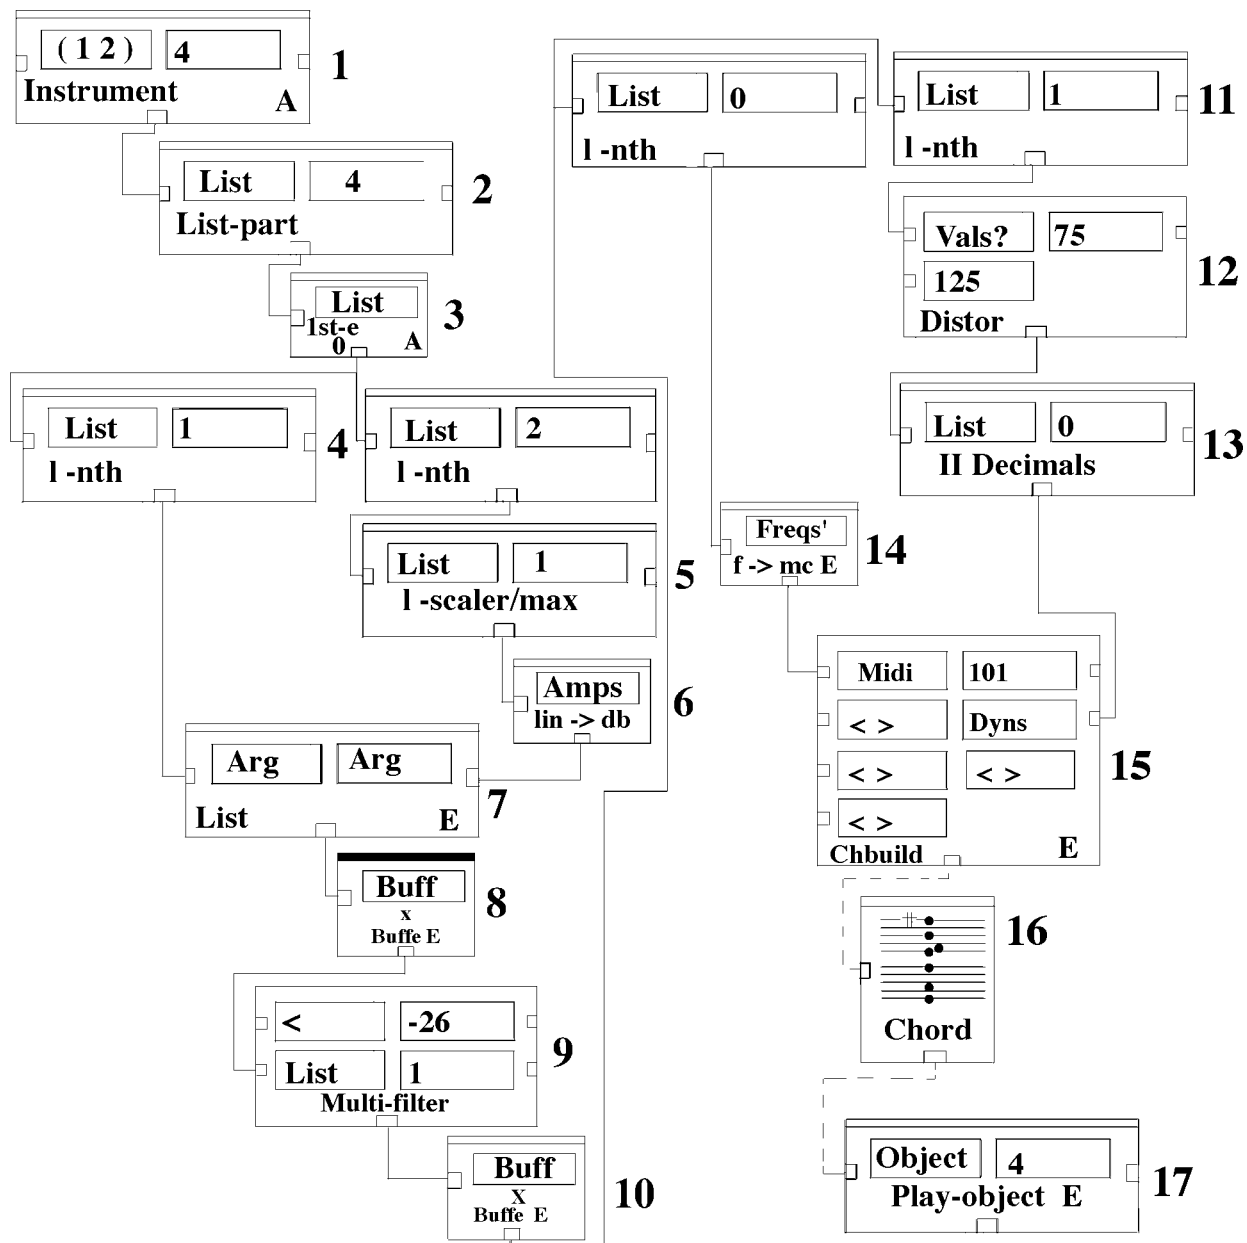 ( 1 2 ) 4
Instrument A
1
List 4
List-part
2
List
1st-e
0 A
3
List 1
l -nth
4
List 2
l -nth
List 1
l -scaler/max
5
Amps
lin -> db
6
Arg Arg
List E
7
Buff
x
Buffe E
8
< -26
List 1
Multi-filter
9
Buff
X
Buffe E
10
List 0
l -nth
List 1
l -nth
11
Vals? 75
125
Distor
12
List 0
II Decimals
13
Freqs'
f -> mc E
14
Midi 101
< > Dyns
< > < >
< >
Chbuild E
15
Chord
16
Object 4
Play-object E
17